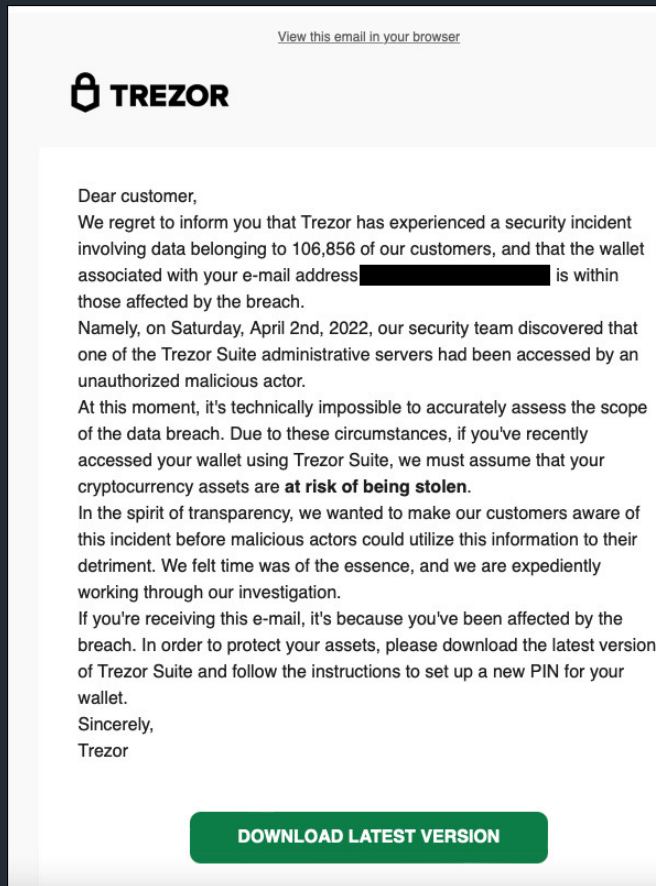 View this email in your browser
TREZOR
Dear customer,
We regret to inform you that Trezor has experienced a security incident
involving data belonging to 106,856 of our customers, and that the wallet
associated with your e-mail address is within
those affected by the breach.
Namely, on Saturday, April 2nd, 2022, our security team discovered that
one of the Trezor Suite administrative servers had been accessed by an
unauthorized malicious actor.
At this moment, it's technically impossible to accurately assess the scope
of the data breach. Due to these circumstances, if you've recently
accessed your wallet using Trezor Suite, we must assume that your
cryptocurrency assets are at risk of being stolen.
In the spirit of transparency, we wanted to make our customers aware of
this incident before malicious actors could utilize this information to their
detriment. We felt time was of the essence, and we are expediently
working through our investigation.
If you're receiving this e-mail, it's because you've been affected by the
breach. In order to protect your assets, please download the latest version
of Trezor Suite and follow the instructions to set up a new PIN for your
wallet.
Sincerely,
Trezor
DOWNLOAD LATEST VERSION